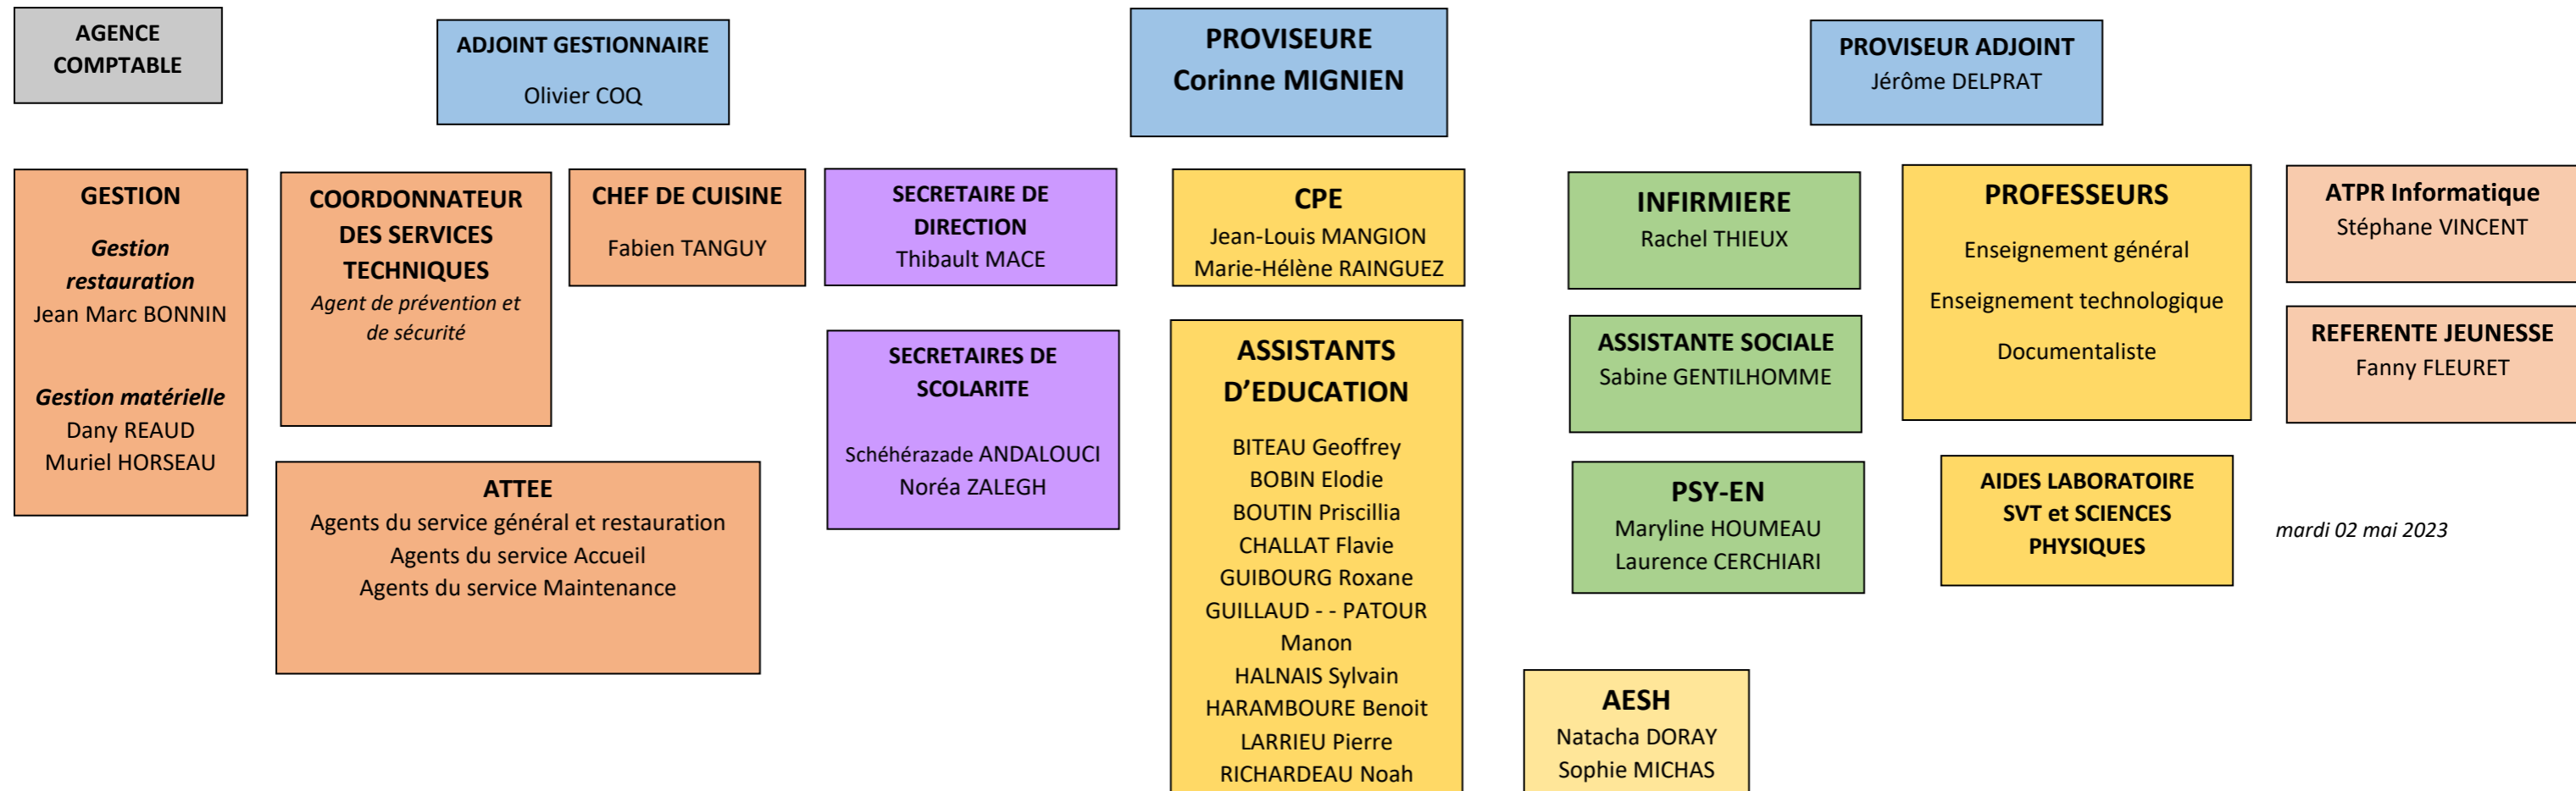 AGENCE
COMPTABLE
ADJOINT GESTIONNAIRE
Olivier COQ
PROVISEURE
Corinne MIGNIEN
PROVISEUR ADJOINT
Jérôme DELPRAT
GESTION
Gestion
restauration
Jean Marc BONNIN
Gestion matérielle
Dany REAUD
Muriel HORSEAU
COORDONNATEUR
DES SERVICES
TECHNIQUES
Agent de prévention et
de sécurité
CHEF DE CUISINE
Fabien TANGUY
ATTEE
Agents du service général et restauration
Agents du service Accueil
Agents du service Maintenance
SECRETAIRE DE
DIRECTION
Thibault MACE
SECRETAIRES DE
SCOLARITE
Schéhérazade ANDALOUCI
Noréa ZALEGH
CPE
Jean-Louis MANGION
Marie-Hélène RAINGUEZ
ASSISTANTS
D’EDUCATION
BITEAU Geoffrey
BOBIN Elodie
BOUTIN Priscillia
CHALLAT Flavie
GUIBOURG Roxane
GUILLAUD - - PATOUR
Manon
HALNAIS Sylvain
HARAMBOURE Benoit
LARRIEU Pierre
RICHARDEAU Noah
INFIRMIERE
Rachel THIEUX
ASSISTANTE SOCIALE
Sabine GENTILHOMME
PSY-EN
Maryline HOUMEAU
Laurence CERCHIARI
AESH
Natacha DORAY
Sophie MICHAS
PROFESSEURS
Enseignement général
Enseignement technologique
Documentaliste
AIDES LABORATOIRE
SVT et SCIENCES
PHYSIQUES
ATPR Informatique
Stéphane VINCENT
REFERENTE JEUNESSE
Fanny FLEURET
mardi 02 mai 2023